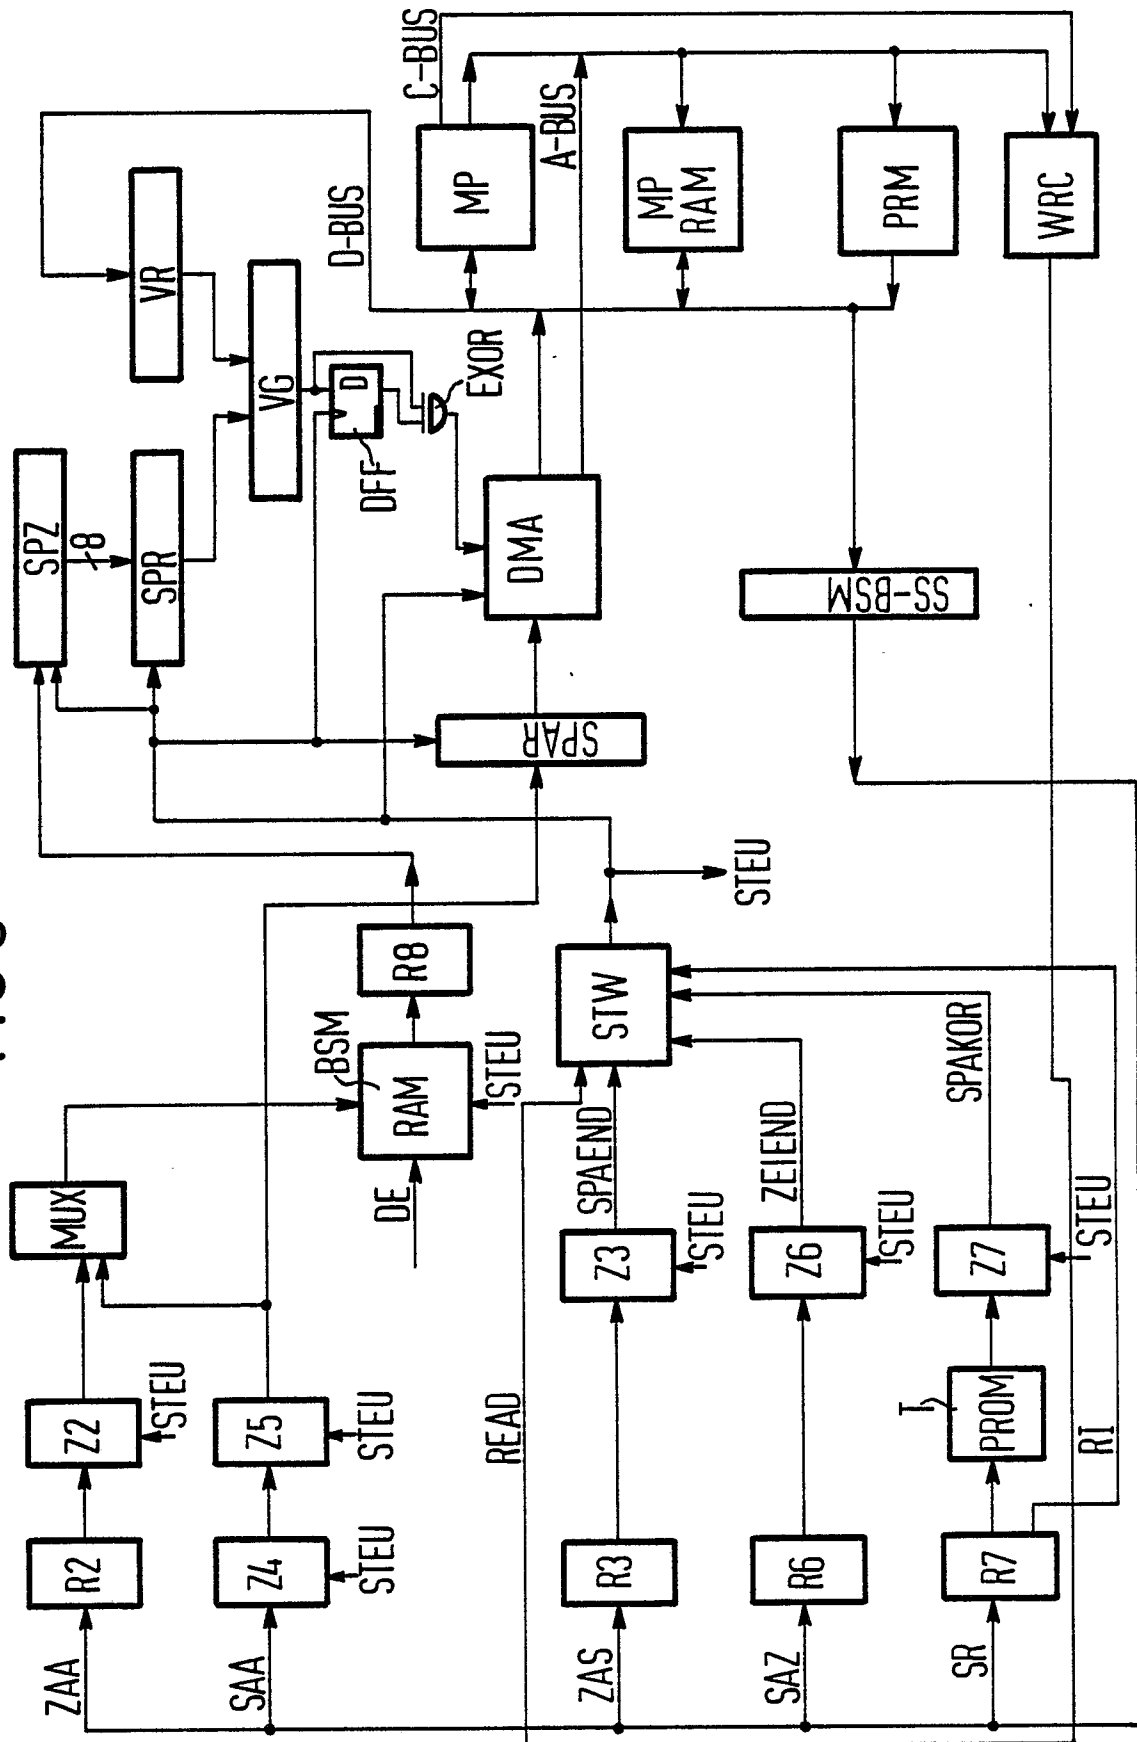 C-BUS
A-BUS
D-BUS
VR
MP
MP
RAM
PRM
WRC
VG
D
EXOR
DFF
SPZ
8
SPR
DMA
SS-BSM
SPAR
STEU
R8
STW
BSM
RAM
STEU
DE
SPAEND
ZEIEND
SPAKOR
MUX
Z3
STEU
Z6
STEU
Z7
STEU
Z2
STEU
Z5
STEU
READ
T
PROM
RI
R2
Z4
STEU
R3
R6
R7
ZAA
SAA
ZAS
SAZ
SR